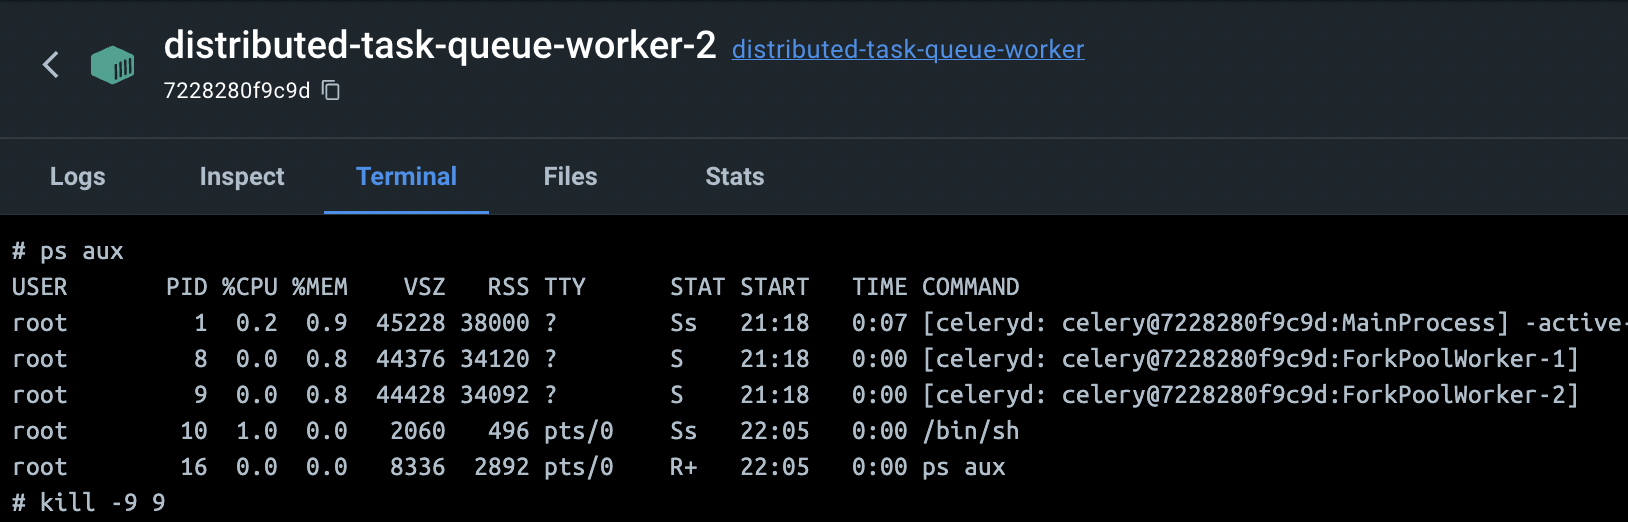 distributed-task-queue-worker-2 distributed-task-queue-worker
7228280f9c9d
Logs Inspect Terminal Files Stats
# ps aux
USER       PID %CPU %MEM    VSZ   RSS TTY      STAT START   TIME COMMAND
root         1  0.2  0.9  45228 38000 ?        Ss   21:18   0:07 [celeryd: celery@7228280f9c9d:MainProcess] -active-
root         8  0.0  0.8  44376 34120 ?        S    21:18   0:00 [celeryd: celery@7228280f9c9d:ForkPoolWorker-1]
root         9  0.0  0.8  44428 34092 ?        S    21:18   0:00 [celeryd: celery@7228280f9c9d:ForkPoolWorker-2]
root        10  1.0  0.0   2060   496 pts/0    Ss   22:05   0:00 /bin/sh
root        16  0.0  0.0   8336  2892 pts/0    R+   22:05   0:00 ps aux
# kill -9 9